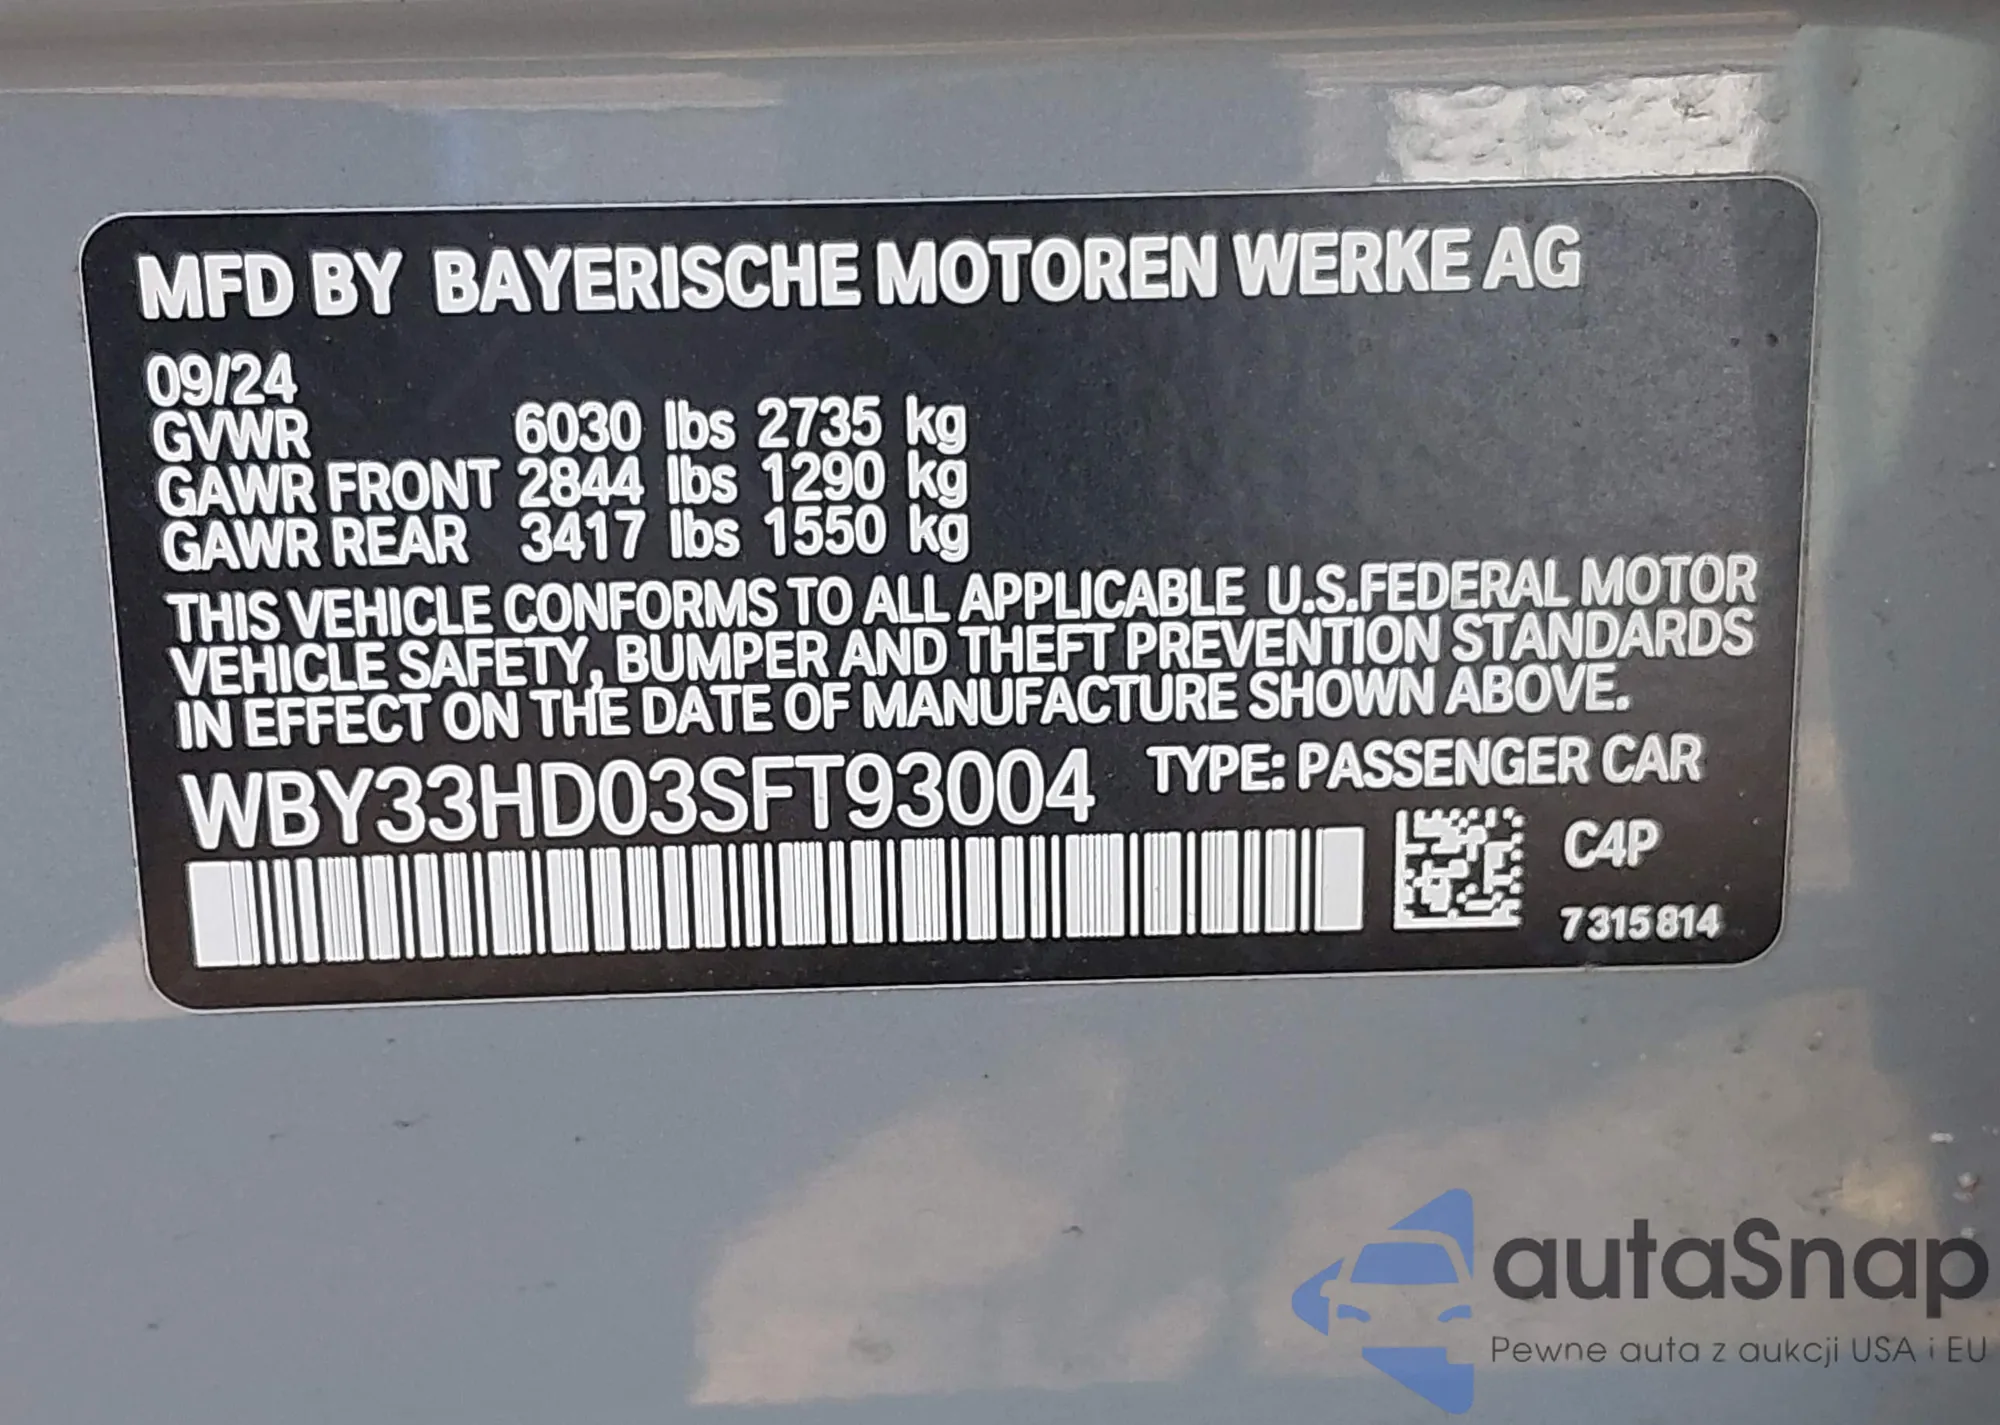 MFD BY BAYERISCHE MOTOREN WERKE AG
09/24
GVWR 6030 lbs 2735 kg
GAWR FRONT 2844 lbs 1290 kg
GAWR REAR 3417 lbs 1550 kg
THIS VEHICLE CONFORMS TO ALL APPLICABLE U.S.FEDERAL MOTOR
VEHICLE SAFETY, BUMPER AND THEFT PREVENTION STANDARDS
IN EFFECT ON THE DATE OF MANUFACTURE SHOWN ABOVE.
WBY33HD03SFT93004 TYPE: PASSENGER CAR
C4P
7315814
autaSnap
Pewne auta z aukcji USA i EU